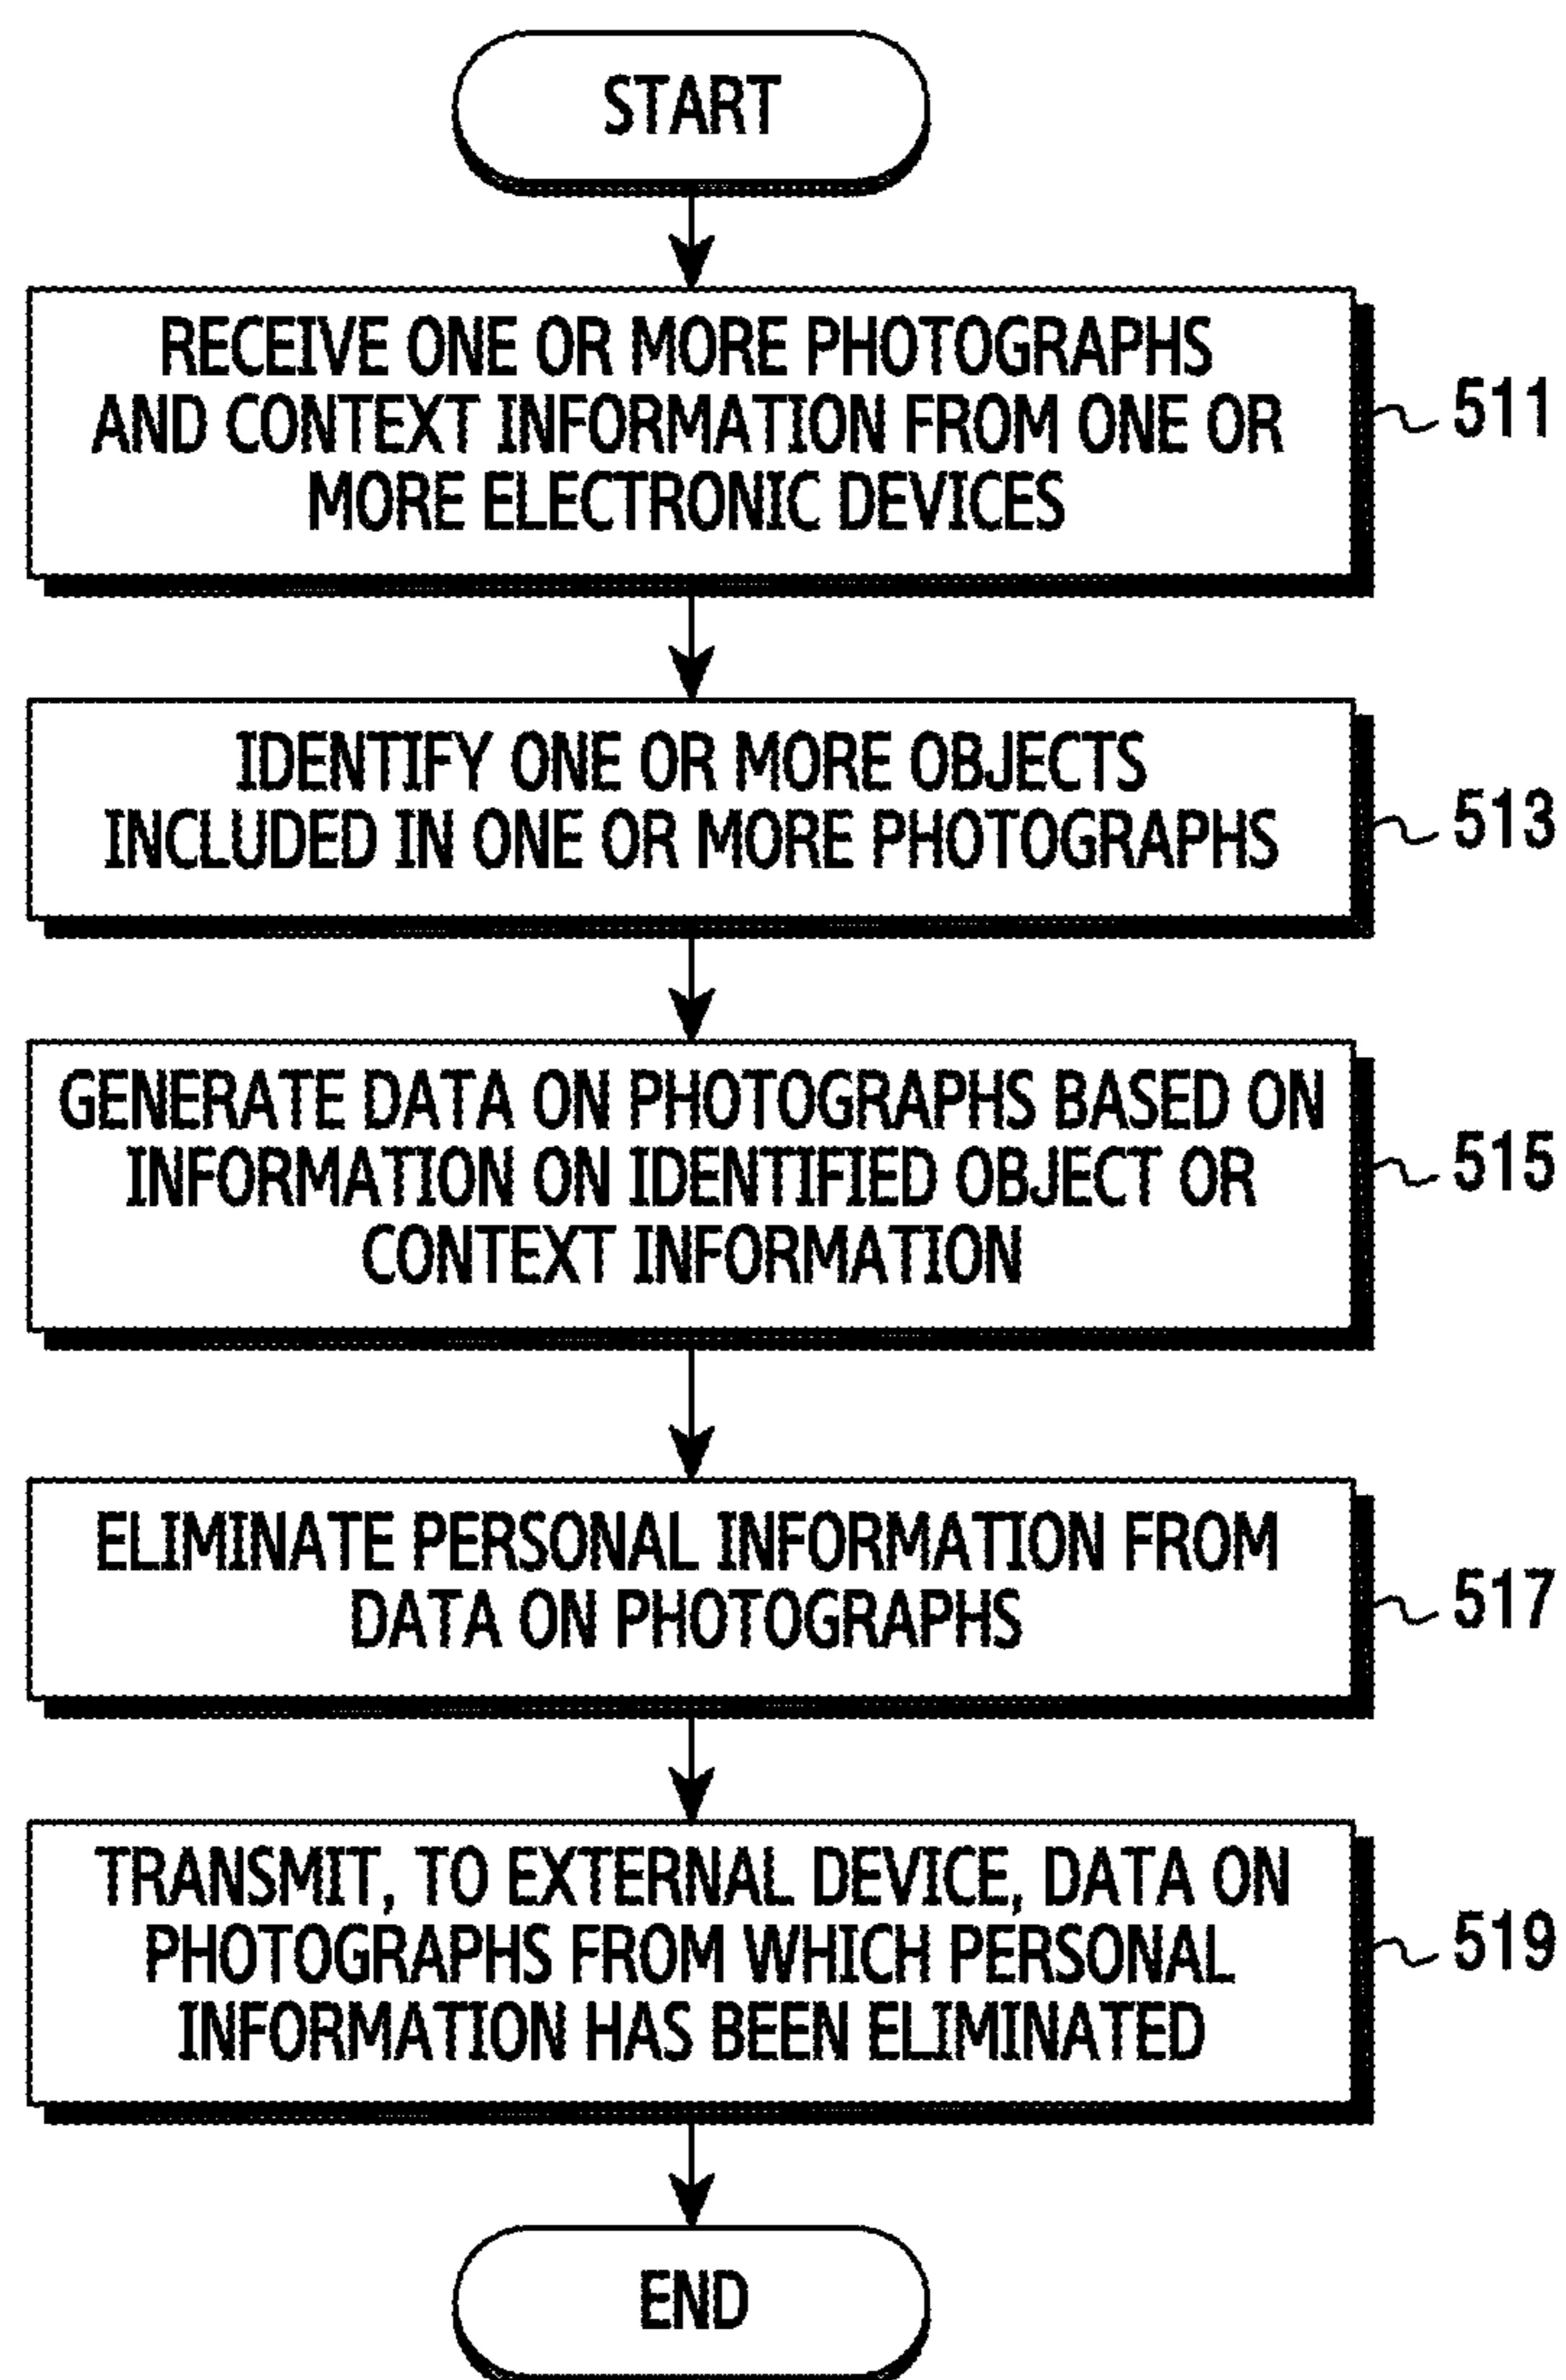 START
RECEIVE ONE OR MORE PHOTOGRAPHS
AND CONTEXT INFORMATION FROM ONE OR
MORE ELECTRONIC DEVICES
511
IDENTIFY ONE OR MORE OBJECTS
INCLUDED IN ONE OR MORE PHOTOGRAPHS
513
GENERATE DATA ON PHOTOGRAPHS BASED ON
INFORMATION ON IDENTIFIED OBJECT OR
CONTEXT INFORMATION
515
ELIMINATE PERSONAL INFORMATION FROM
DATA ON PHOTOGRAPHS
517
TRANSMIT, TO EXTERNAL DEVICE, DATA ON
PHOTOGRAPHS FROM WHICH PERSONAL
INFORMATION HAS BEEN ELIMINATED
519
END